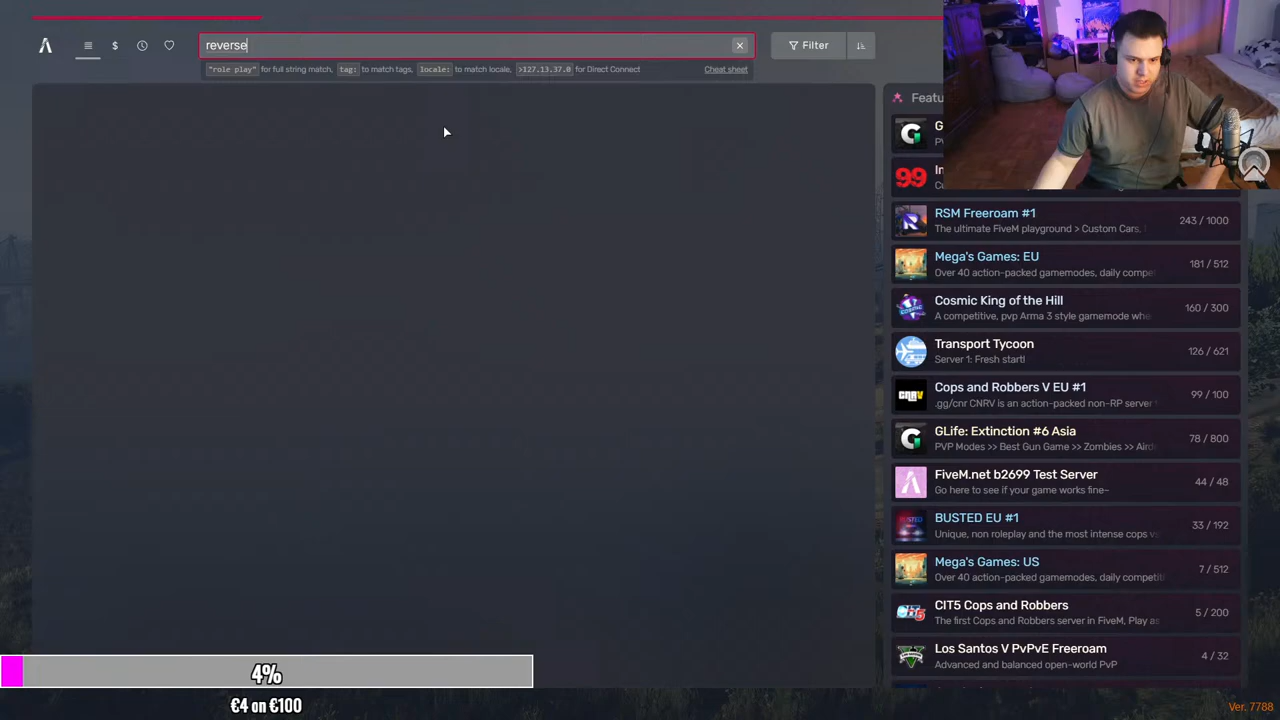 $
reverse
Filter
"role play" for full string match, tag: to match tags, locale: to match locale, >127.13.37.0 for Direct Connect
Cheat sheet
Featu
G
99
In
RSM Freeroam #1
The ultimate FiveM playground > Custom Cars,
243 / 1000
Mega's Games: EU
Over 40 action-packed gamemodes, daily compe
181 / 512
Cosmic King of the Hill
A competitive, pvp Arma 3 style gamemode whe
160 / 300
Transport Tycoon
Server 1: Fresh start!
126 / 621
CNRV
Cops and Robbers V EU #1
.gg/cnr CNRV is an action-packed non-RP server
99 / 100
GLife: Extinction #6 Asia
PVP Modes >> Best Gun Game >> Zombies >> Aird
78 / 800
FiveM.net b2699 Test Server
Go here to see if your game works fine~
44 / 48
BUSTED EU #1
Unique, non roleplay and the most intense cops v
33 / 192
Mega's Games: US
Over 40 action-packed gamemodes, daily competiti
7 / 512
CIT5 Cops and Robbers
The first Cops and Robbers server in FiveM, Play as
5 / 200
Los Santos V PvPvE Freeroam
Advanced and balanced open-world PvP
4 / 32
4%
€4 on €100
Ver. 7788